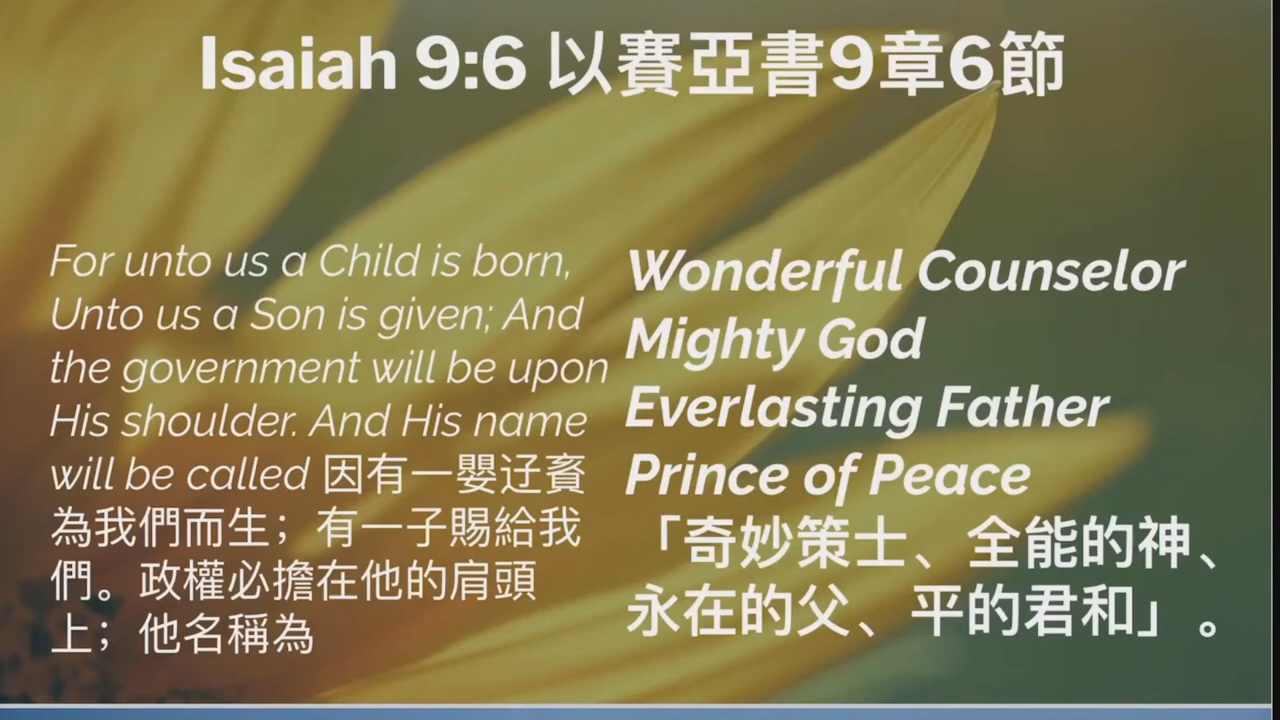 Isaiah 9:6 以賽亞書9章6節
For unto us a Child is born,
Unto us a Son is given; And
the government will be upon
His shoulder. And His name
will be called 因有一嬰
為我們而生；有一子賜給我
們。政權必擔在他的肩頭
上；他名稱為
Wonderful Counselor
Mighty God
Everlasting Father
Prince of Peace
「奇妙策士、全能的神、
永在的父、平的君和」。